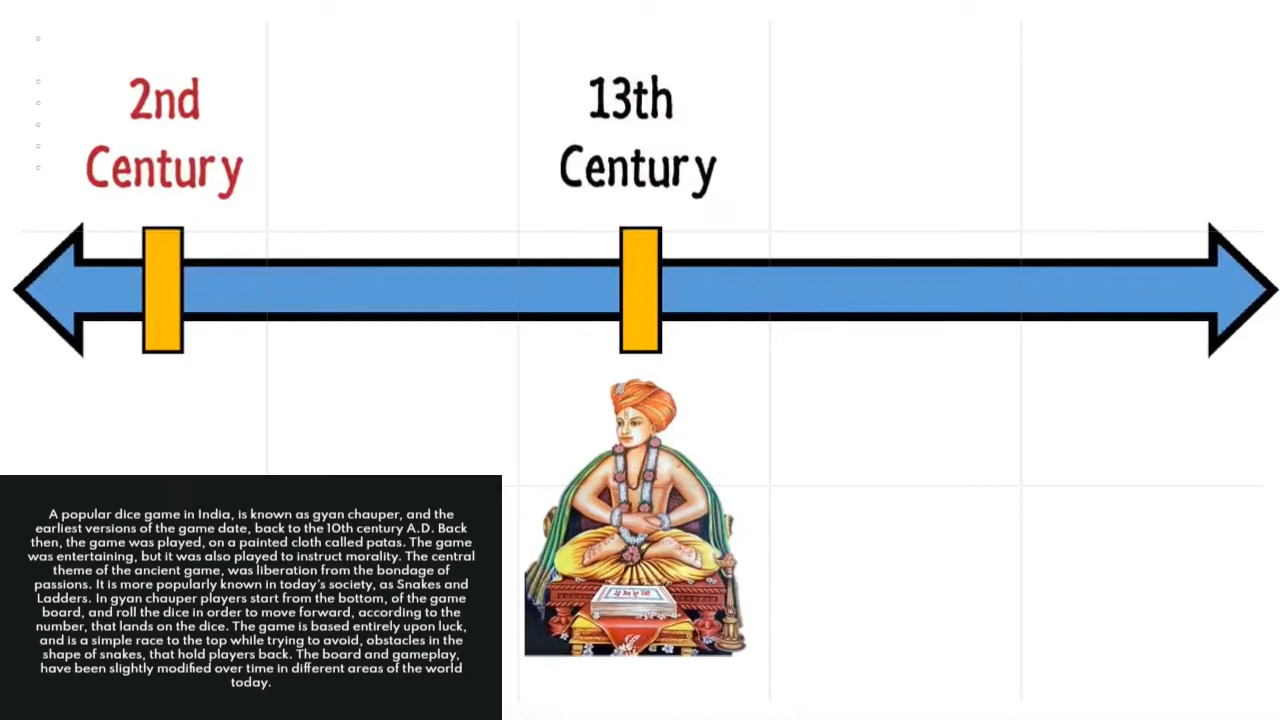 2nd
Century
13th
Century
A popular dice game in India, is known as gyan chauper, and the
earliest versions of the game date, back to the 10th century A.D. Back
then, the game was played, on a painted cloth called patas. The game
was entertaining, but it was also played to instruct morality. The central
theme of the ancient game, was liberation from the bondage of
passions. It is more popularly known in today's society, as Snakes and
Ladders. In gyan chauper players start from the bottom, of the game
board, and roll the dice in order to move forward, according to the
number, that lands on the dice. The game is based entirely upon luck,
and is a simple race to the top while trying to avoid, obstacles in the
shape of snakes, that hold players back. The board and gameplay,
have been slightly modified over time in different areas of the world
today.